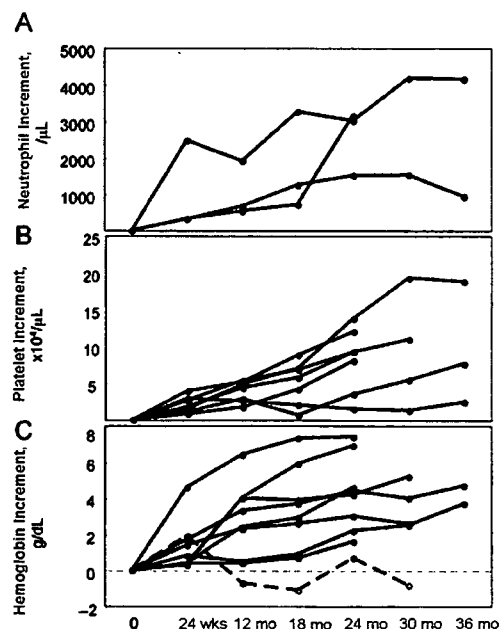 A
5000
4000
3000
2000
1000
Neutrophil Increment,
/μL
B
25
20
15
10
5
Platelet Increment,
x10⁴/μL
C
8
6
4
2
0
−2
Hemoglobin Increment,
g/dL
0 24 wks 12 mo 18 mo 24 mo 30 mo 36 mo